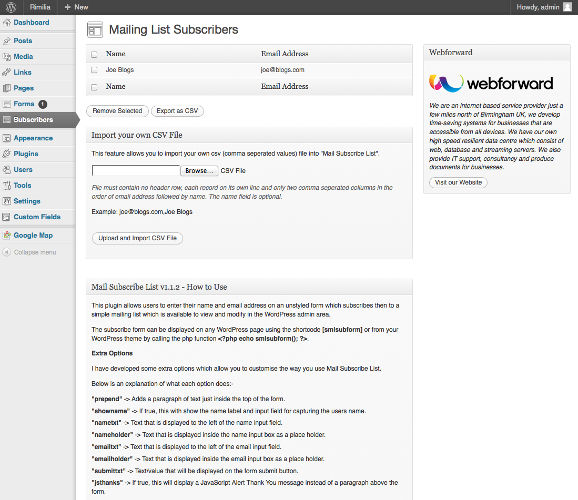 Rimilia + New Howdy, admin
Dashboard
Posts
Media
Links
Pages
Forms 1
Subscribers
Appearance
Plugins
Users
Tools
Settings
Custom Fields
Google Map
Collapse menu
Mailing List Subscribers
Name Email Address
Joe Blogs joe@blogs.com
Name Email Address
Remove Selected Export as CSV
Import your own CSV File
This feature allows you to import your own csv (comma seperated values) file into "Mail Subscribe List".
Browse... CSV File
File must contain no header row, each record on its own line and only two comma seperated columns in the
order of email address followed by name. The name field is optional.
Example: joe@blogs.com,Joe Blogs
Upload and Import CSV File
Mail Subscribe List v1.1.2 - How to Use
This plugin allows users to enter their name and email address on an unstyled form which subscribes then to a
simple mailing list which is available to view and modify in the WordPress admin area.
The subscribe form can be displayed on any WordPress page using the shortcode [smlsubform] or from your
WordPress theme by calling the php function <?php echo smlsubform(); ?>.
Extra Options
I have developed some extra options which allow you to customise the way you use Mail Subscribe List.
Below is an explanation of what each option does:-
"prepend" -> Adds a paragraph of text just inside the top of the form.
"showname" -> If true, this with show the name label and input field for capturing the users name.
"nametxt" -> Text that is displayed to the left of the name input field.
"nameholder" -> Text that is displayed inside the name input box as a place holder.
"emailtxt" -> Text that is displayed to the left of the email input field.
"emailholder" -> Text that is displayed inside the email input box as a place holder.
"submittxt" -> Text/value that will be displayed on the form submit button.
"jsthanks" -> If true, this will display a JavaScript Alert Thank You message instead of a paragraph above the
form.
Webforward
webforward
We are an internet based service provider just a
few miles north of Birmingham UK, we develop
time-saving systems for businesses that are
accessible from all devices. We have our own
high speed resilient data centre which consist of
web, database and streaming servers. We also
provide IT support, consultancy and produce
documents for businesses.
Visit our Website